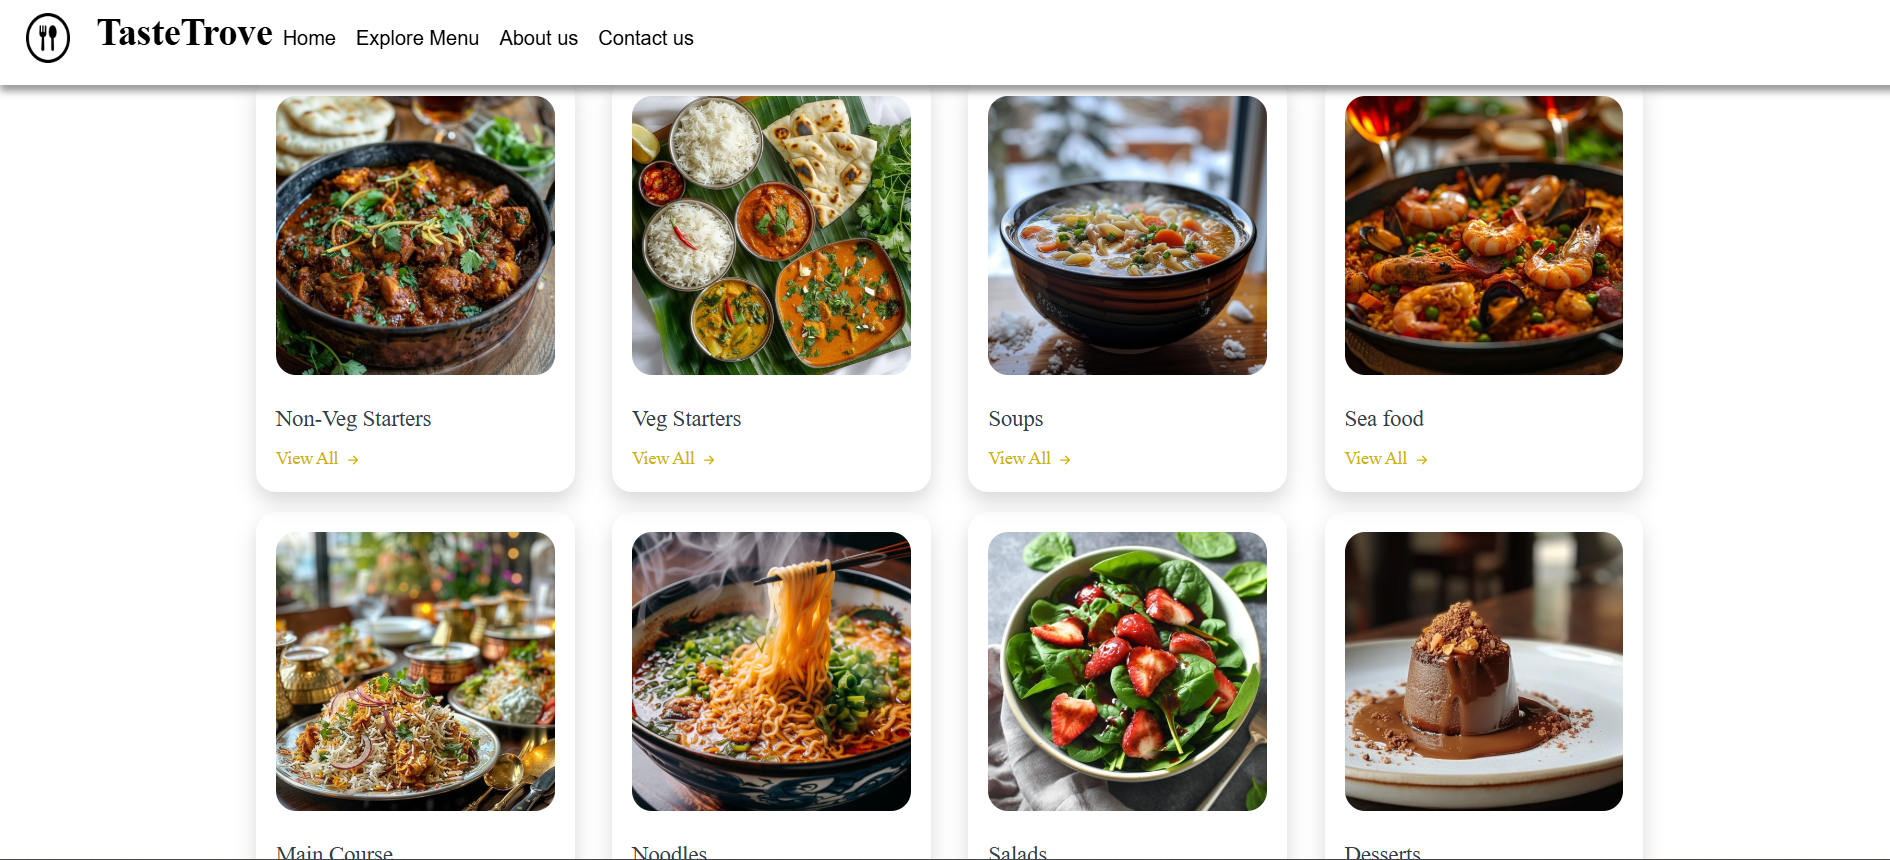 TasteTrove Home Explore Menu About us Contact us
Non-Veg Starters
View All →
Veg Starters
View All →
Soups
View All →
Sea food
View All →
Main Course
Noodles
Salads
Desserts